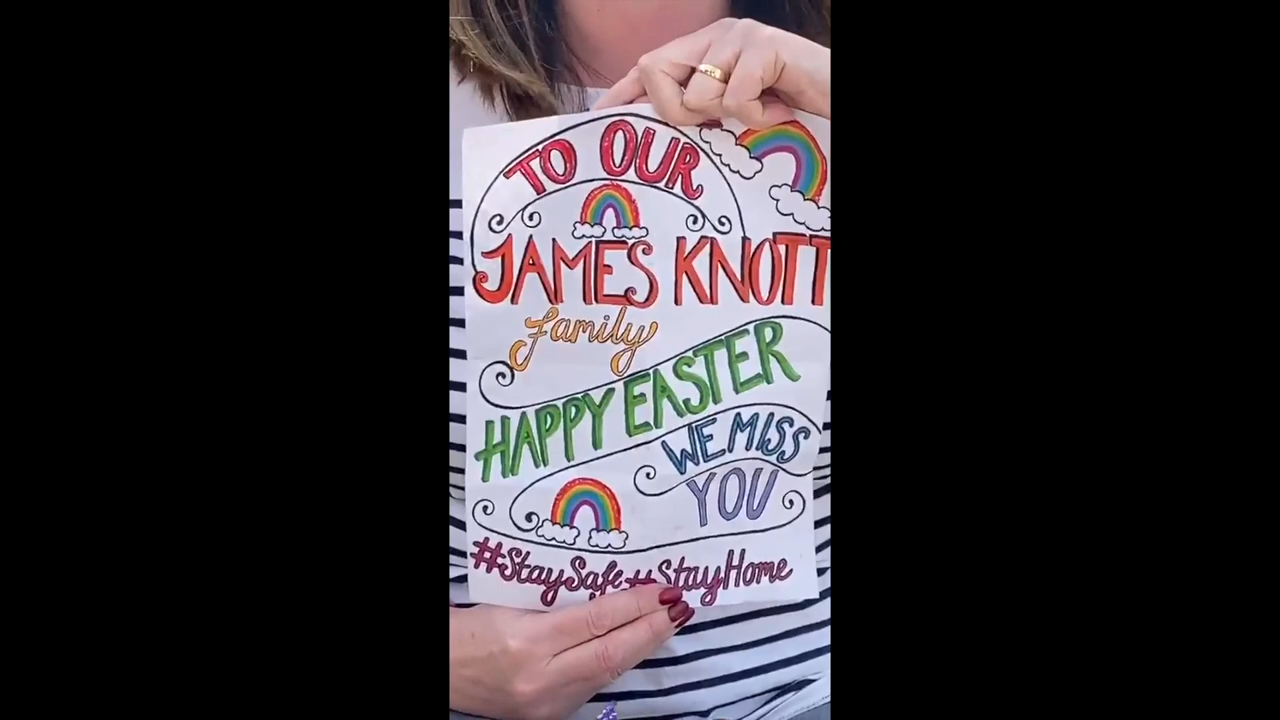 TO OUR
JAMES KNOTT
Family
HAPPY EASTER
WE MISS
YOU
#StaySafe #StayHome